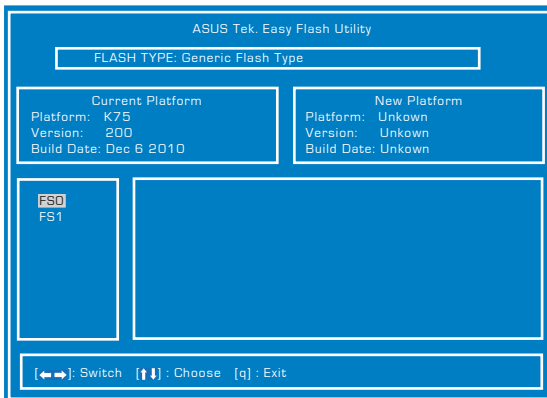 ASUS Tek. Easy Flash Utility
FLASH TYPE: Generic Flash Type
Current Platform
Platform: K75
Version: 200
Build Date: Dec 6 2010
New Platform
Platform: Unkown
Version: Unkown
Build Date: Unkown
FS0
FS1
[←→]: Switch [↑↓] : Choose [q] : Exit